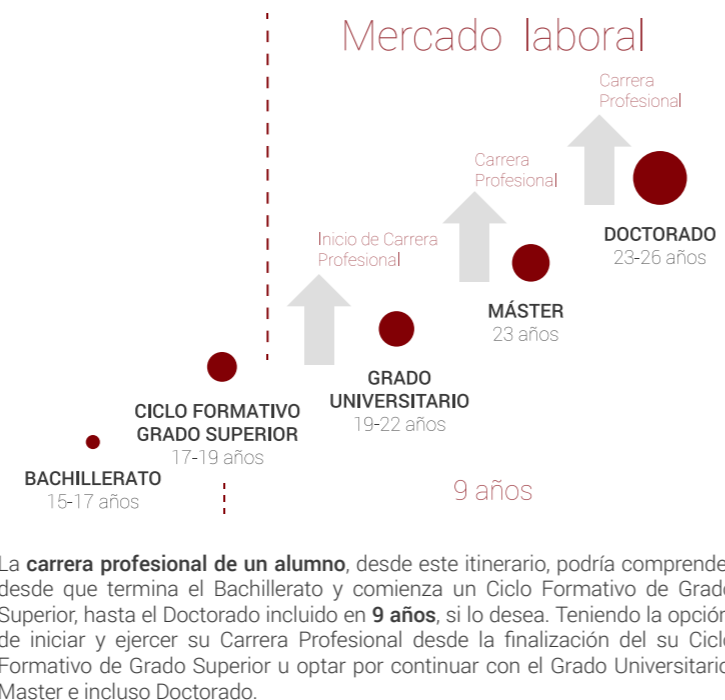 Mercado laboral
Carrera
Profesional
Carrera
Profesional
DOCTORADO
23-26 años
Inicio de Carrera
Profesional
MÁSTER
23 años
GRADO
UNIVERSITARIO
19-22 años
CICLO FORMATIVO
GRADO SUPERIOR
17-19 años
BACHILLERATO
15-17 años
9 años
La carrera profesional de un alumno, desde este itinerario, podría comprende
desde que termina el Bachillerato y comienza un Ciclo Formativo de Grad
Superior, hasta el Doctorado incluido en 9 años, si lo desea. Teniendo la opción
de iniciar y ejercer su Carrera Profesional desde la finalización del su Cicl
Formativo de Grado Superior u optar por continuar con el Grado Universitario
Master e incluso Doctorado.